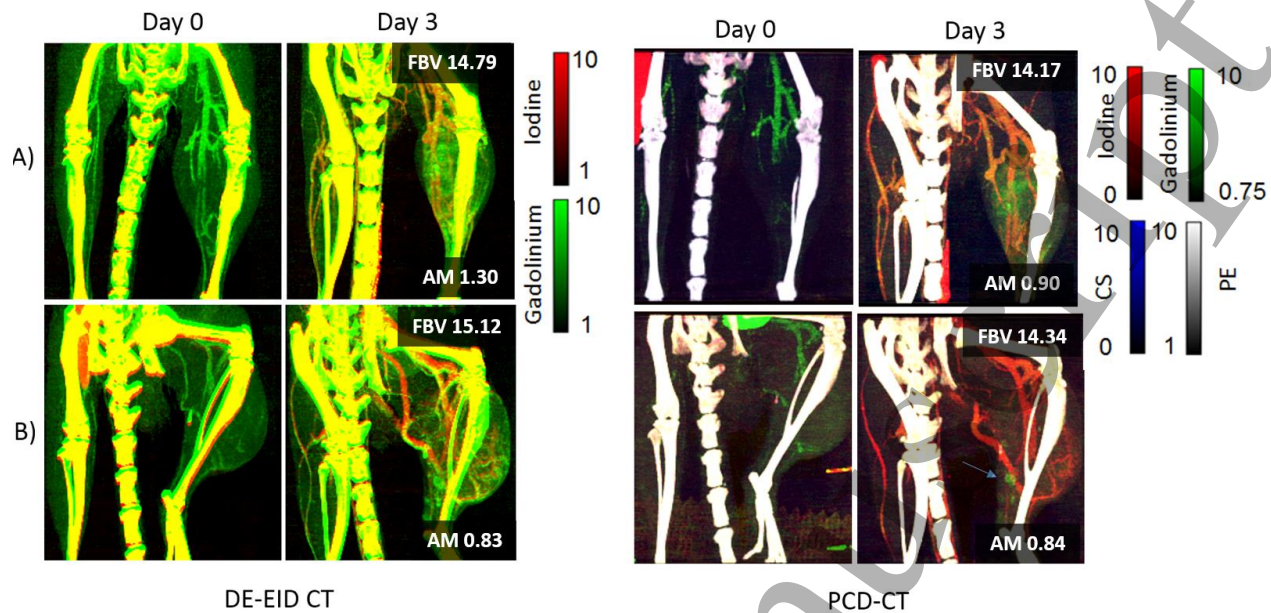 Day 0
Day 3
Day 0
Day 3
A)
FBV 14.79
AM 1.30
10
Iodine
1
10
Gadolinium
1
FBV 14.17
AM 0.90
10
Iodine
0
10
Gadolinium
0.75
10
CS
0
10
PE
1
B)
FBV 15.12
AM 0.83
FBV 14.34
AM 0.84
DE-EID CT
PCD-CT